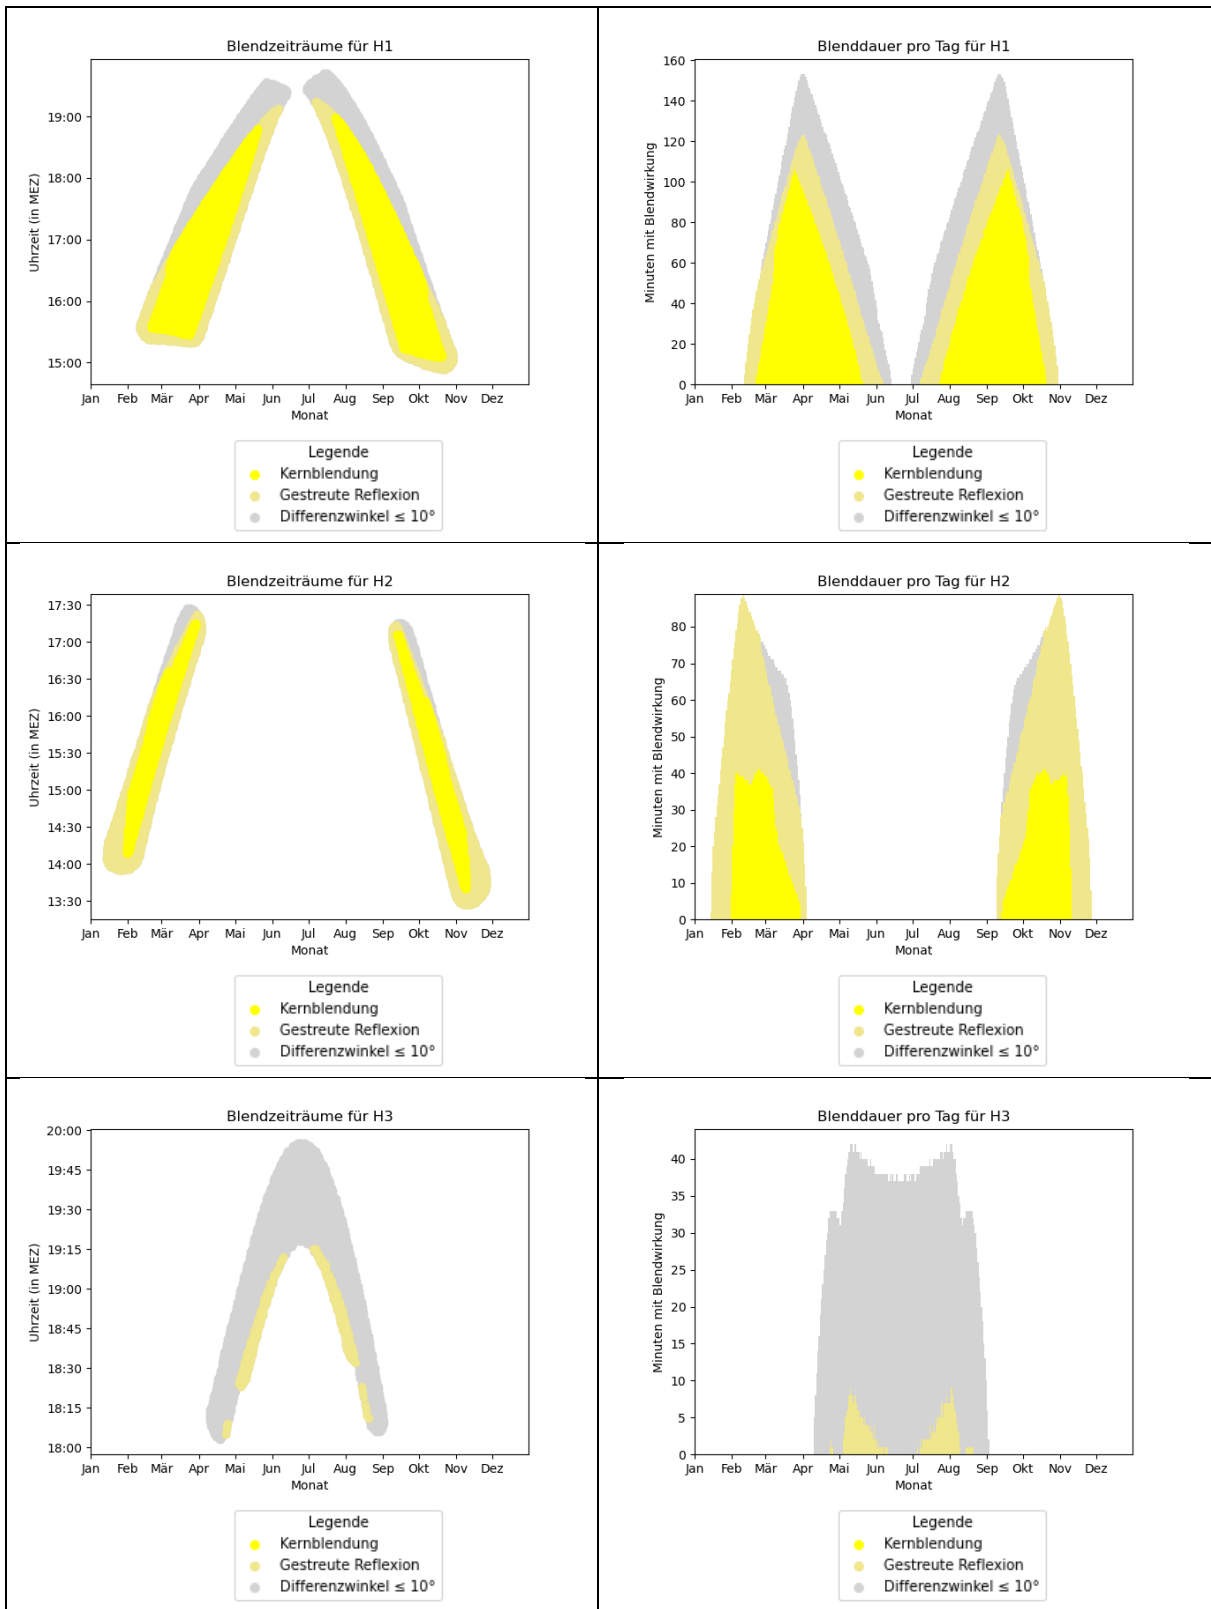 Blendzeiträume für H1
Uhrzeit (in MEZ)
19:00
18:00
17:00
16:00
15:00
Jan Feb Mär Apr Mai Jun Jul Aug Sep Okt Nov Dez
Monat
Legende
Kernblendung
Gestreute Reflexion
Differenzwinkel ≤ 10°
Blenddauer pro Tag für H1
Minuten mit Blendwirkung
160
140
120
100
80
60
40
20
0
Jan Feb Mär Apr Mai Jun Jul Aug Sep Okt Nov Dez
Monat
Legende
Kernblendung
Gestreute Reflexion
Differenzwinkel ≤ 10°
Blendzeiträume für H2
Uhrzeit (in MEZ)
17:30
17:00
16:30
16:00
15:30
15:00
14:30
14:00
13:30
Jan Feb Mär Apr Mai Jun Jul Aug Sep Okt Nov Dez
Monat
Legende
Kernblendung
Gestreute Reflexion
Differenzwinkel ≤ 10°
Blenddauer pro Tag für H2
Minuten mit Blendwirkung
80
70
60
50
40
30
20
10
0
Jan Feb Mär Apr Mai Jun Jul Aug Sep Okt Nov Dez
Monat
Legende
Kernblendung
Gestreute Reflexion
Differenzwinkel ≤ 10°
Blendzeiträume für H3
Uhrzeit (in MEZ)
20:00
19:45
19:30
19:15
19:00
18:45
18:30
18:15
18:00
Jan Feb Mär Apr Mai Jun Jul Aug Sep Okt Nov Dez
Monat
Legende
Kernblendung
Gestreute Reflexion
Differenzwinkel ≤ 10°
Blenddauer pro Tag für H3
Minuten mit Blendwirkung
40
35
30
25
20
15
10
5
0
Jan Feb Mär Apr Mai Jun Jul Aug Sep Okt Nov Dez
Monat
Legende
Kernblendung
Gestreute Reflexion
Differenzwinkel ≤ 10°